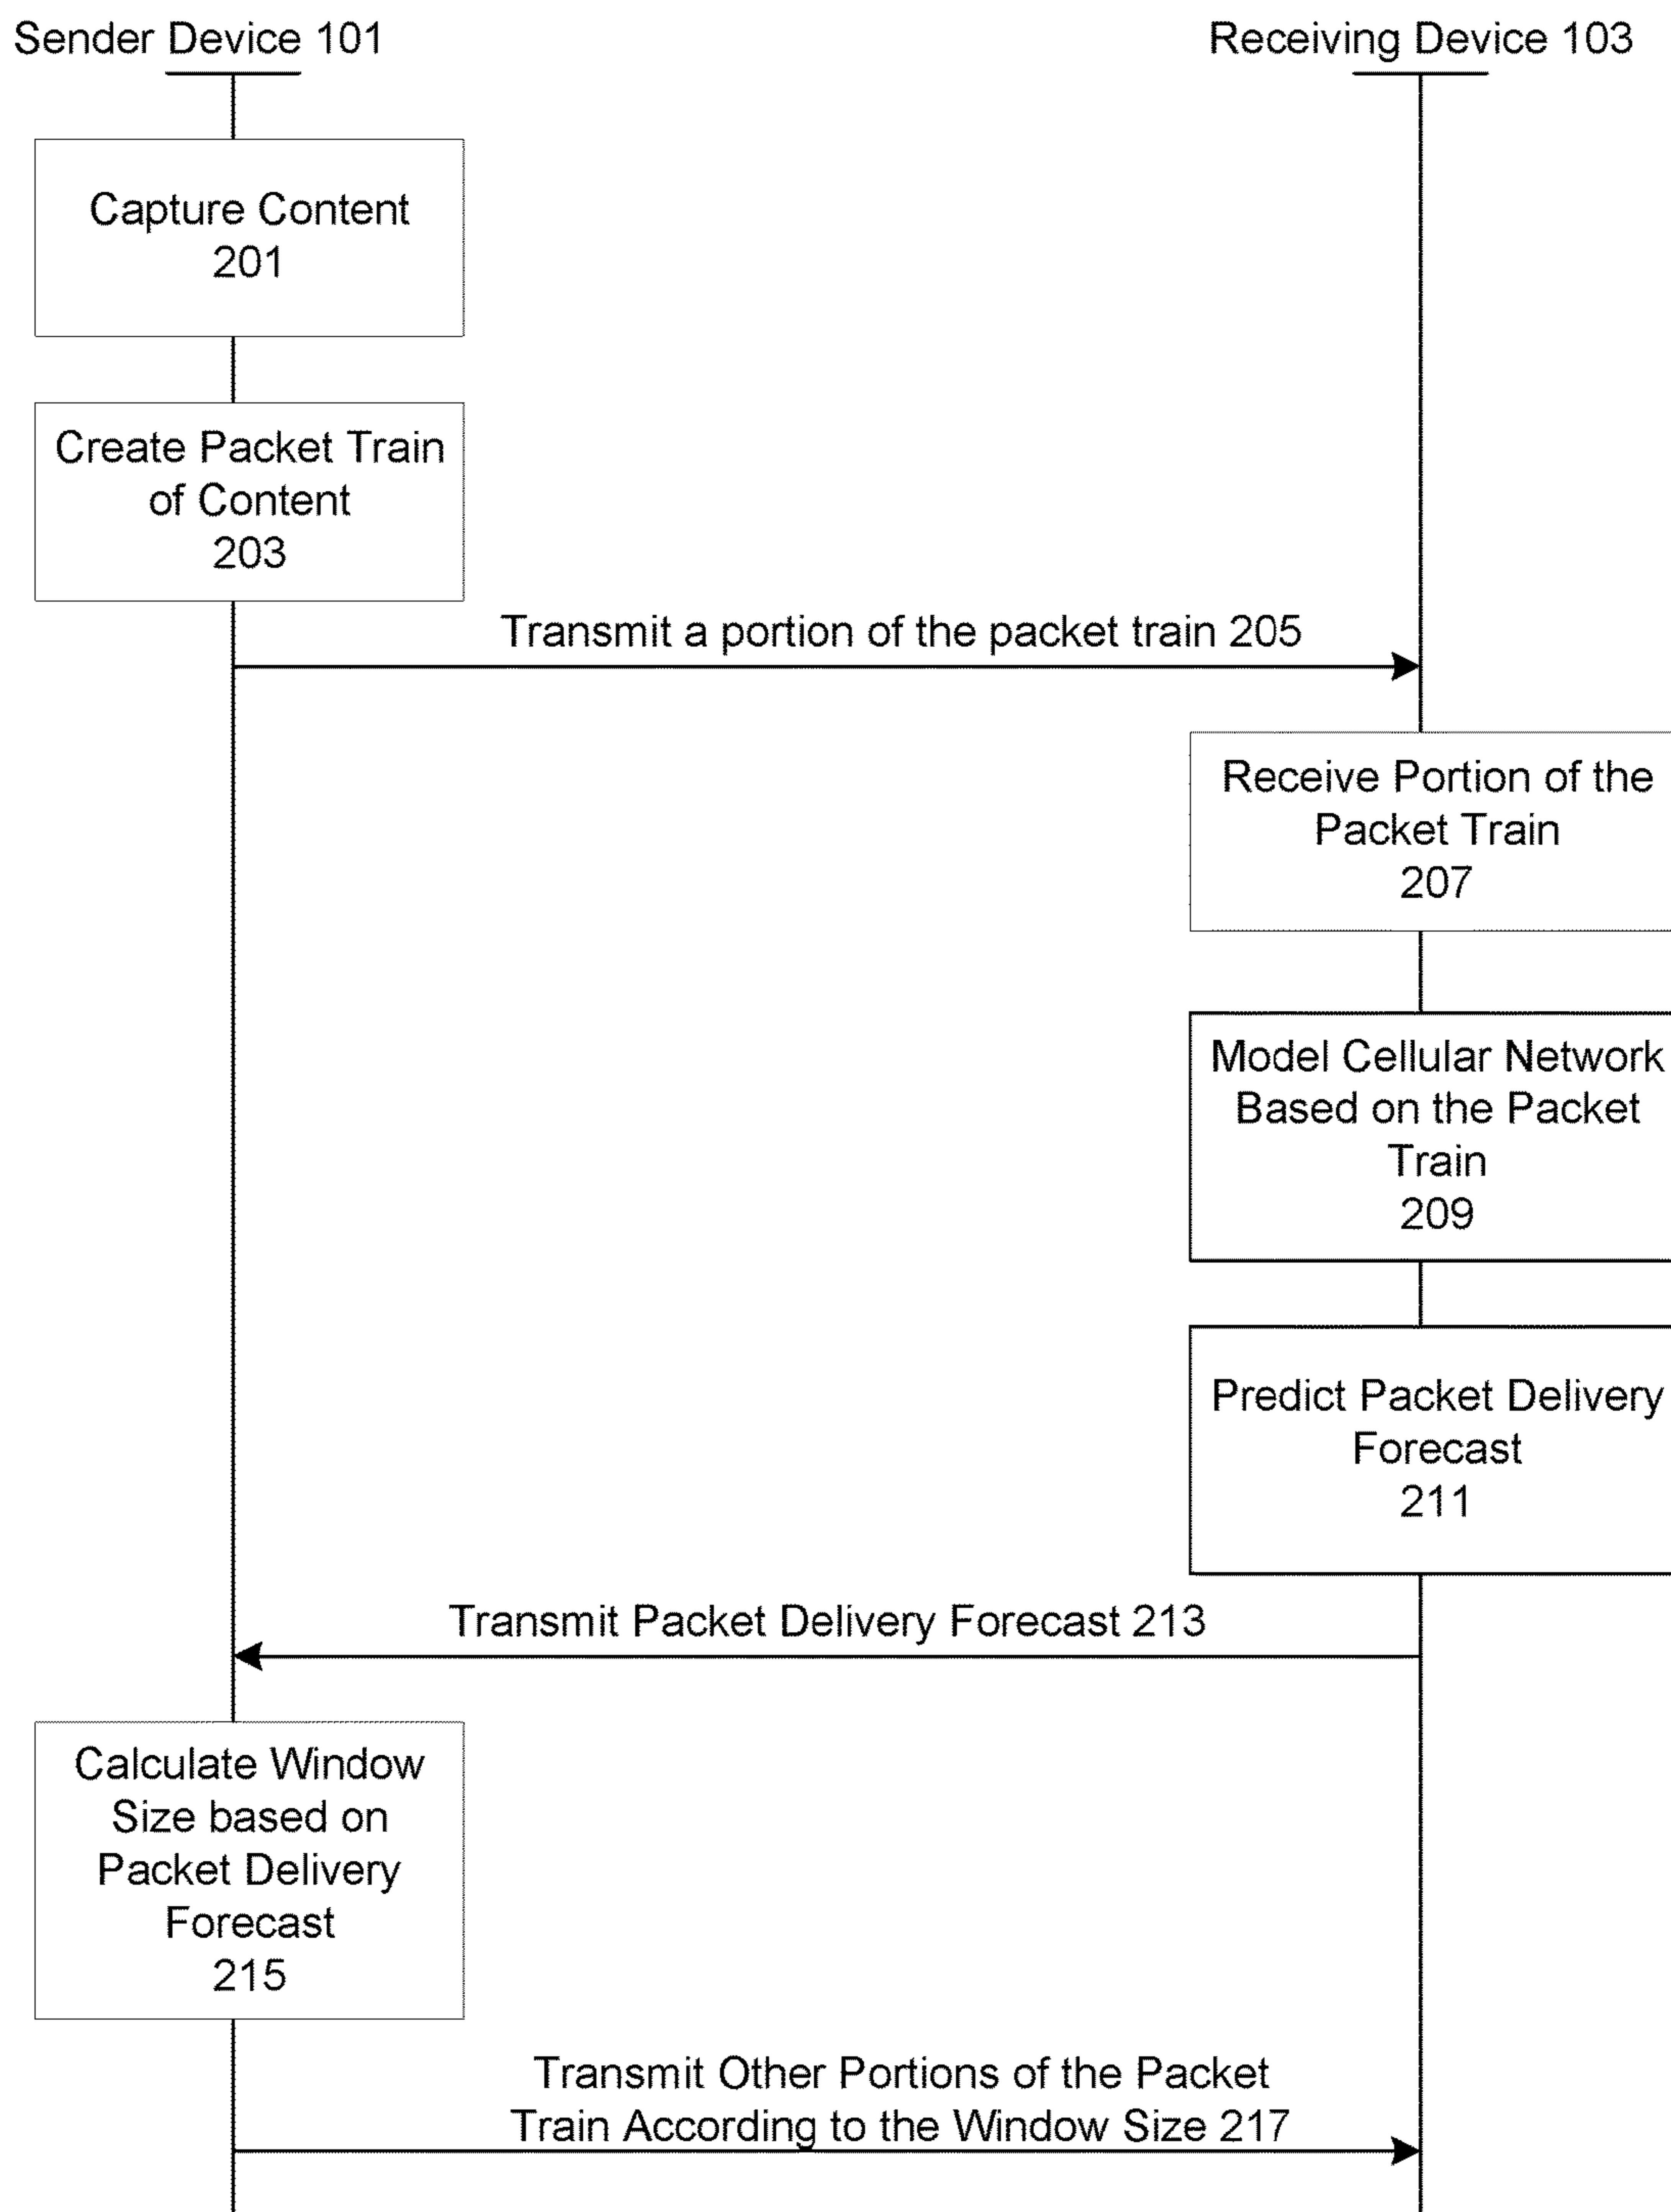 Sender Device 101
Receiving Device 103
Capture Content
201
Create Packet Train
of Content
203
Transmit a portion of the packet train 205
Receive Portion of the
Packet Train
207
Model Cellular Network
Based on the Packet
Train
209
Predict Packet Delivery
Forecast
211
Transmit Packet Delivery Forecast 213
Calculate Window
Size based on
Packet Delivery
Forecast
215
Transmit Other Portions of the Packet
Train According to the Window Size 217